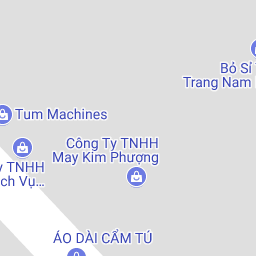 Bỏ Sỉ
Trang Nam
Tum Machines
Công Ty TNHH
May Kim Phượng
TNHH
ch Vụ...
ÁO DÀI CẨM TÚ